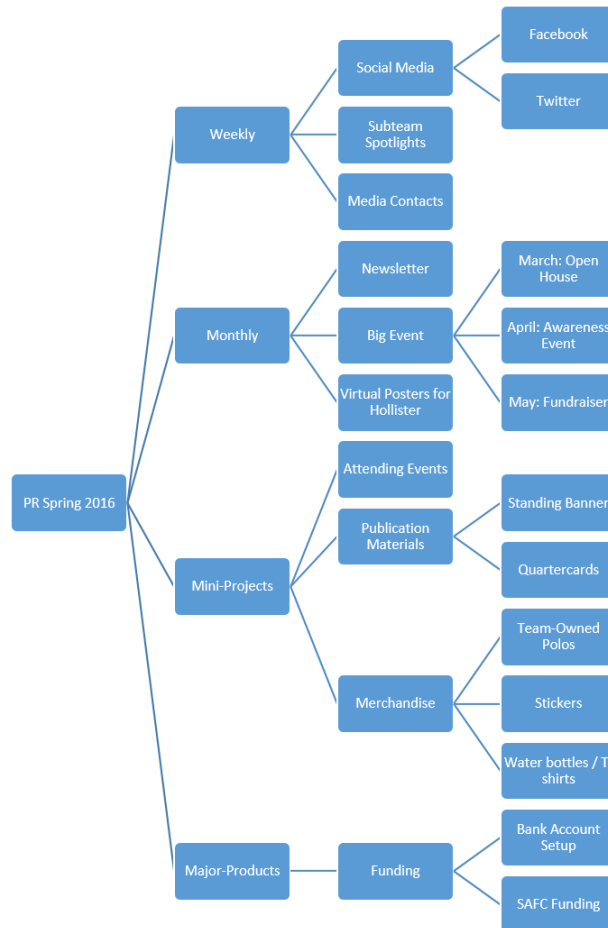 PR Spring 2016
Weekly
Social Media
Facebook
Twitter
Subteam
Spotlights
Media Contacts
Monthly
Newsletter
Big Event
March: Open
House
April: Awareness
Event
May: Fundraiser
Virtual Posters for
Hollister
Mini-Projects
Attending Events
Publication
Materials
Standing Banner
Quartercards
Merchandise
Team-Owned
Polos
Stickers
Water bottles / T-
shirts
Major-Products
Funding
Bank Account
Setup
SAFC Funding